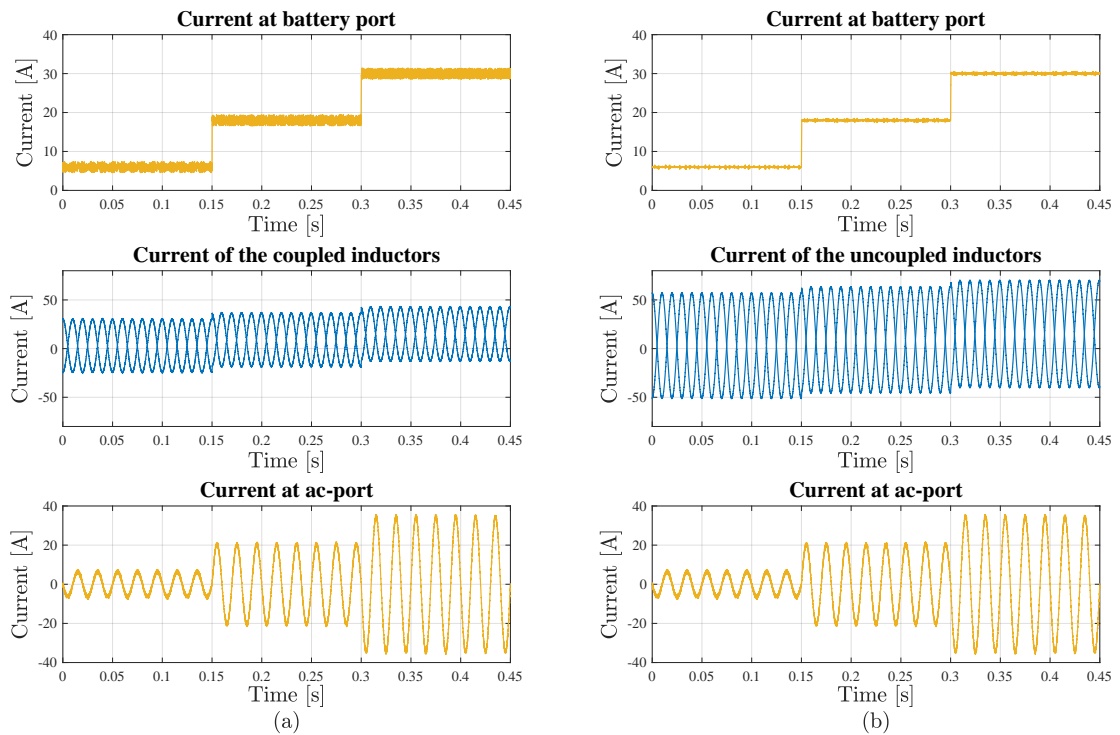 Current at battery port
Current [A]
40
30
20
10
0
0 0.05 0.1 0.15 0.2 0.25 0.3 0.35 0.4 0.45
Time [s]
Current of the coupled inductors
Current [A]
50
0
-50
0 0.05 0.1 0.15 0.2 0.25 0.3 0.35 0.4 0.45
Time [s]
Current at ac-port
Current [A]
40
20
0
-20
-40
0 0.05 0.1 0.15 0.2 0.25 0.3 0.35 0.4 0.45
Time [s]
(a)
Current at battery port
Current [A]
40
30
20
10
0
0 0.05 0.1 0.15 0.2 0.25 0.3 0.35 0.4 0.45
Time [s]
Current of the uncoupled inductors
Current [A]
50
0
-50
0 0.05 0.1 0.15 0.2 0.25 0.3 0.35 0.4 0.45
Time [s]
Current at ac-port
Current [A]
40
20
0
-20
-40
0 0.05 0.1 0.15 0.2 0.25 0.3 0.35 0.4 0.45
Time [s]
(b)